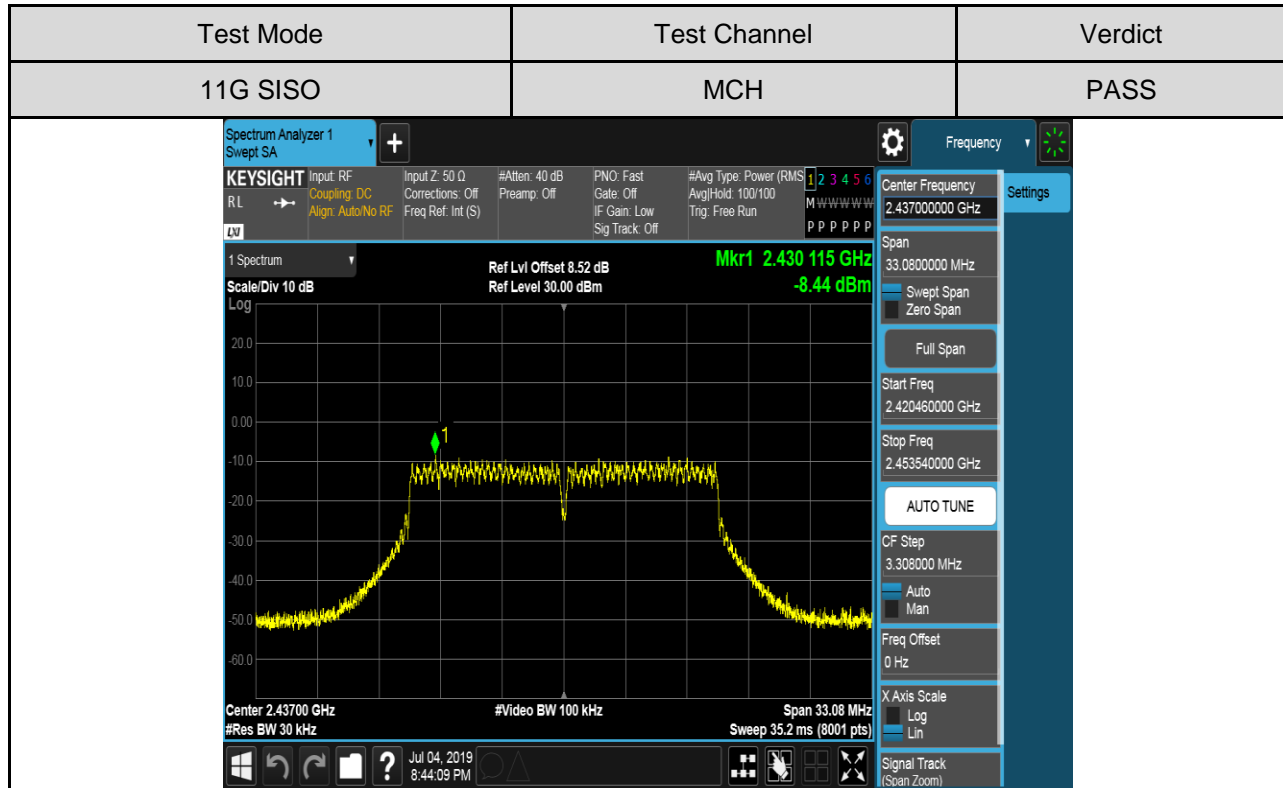 Test Mode Test Channel Verdict
11G SISO MCH PASS
Spectrum Analyzer 1
Swept SA
+
Frequency
KEYSIGHT Input: RF Input Z: 50 Ω #Atten: 40 dB PNO: Fast #Avg Type: Power (RMS 1 2 3 4 5 6
RL Coupling: DC Corrections: Off Preamp: Off Gate: Off Avg|Hold: 100/100 M W W W W W
Align: Auto/No RF Freq Ref: Int (S) IF Gain: Low Trig: Free Run
LXI Sig Track: Off P P P P P P
1 Spectrum Ref Lvl Offset 8.52 dB Mkr1 2.430 115 GHz
Scale/Div 10 dB Ref Level 30.00 dBm -8.44 dBm
Log
20.0
10.0
0.00
1
-10.0
-20.0
-30.0
-40.0
-50.0
-60.0
Center 2.43700 GHz #Video BW 100 kHz Span 33.08 MHz
#Res BW 30 kHz Sweep 35.2 ms (8001 pts)
? Jul 04, 2019
8:44:09 PM
Center Frequency
2.437000000 GHz
Settings
Span
33.0800000 MHz
Swept Span
Zero Span
Full Span
Start Freq
2.420460000 GHz
Stop Freq
2.453540000 GHz
AUTO TUNE
CF Step
3.308000 MHz
Auto
Man
Freq Offset
0 Hz
X Axis Scale
Log
Lin
Signal Track
(Span Zoom)